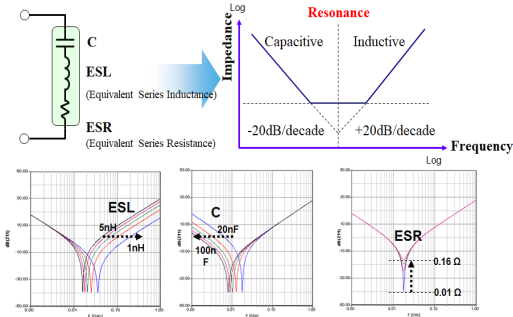 Log
Resonance
C
ESL
(Equivalent Series Inductance)
ESR
(Equivalent Series Resistance)
Impedance
Capacitive
Inductive
-20dB/decade
+20dB/decade
Frequency
Log
ESL
5nH
1nH
C
20nF
100n
F
ESR
0.16 Ω
0.01 Ω